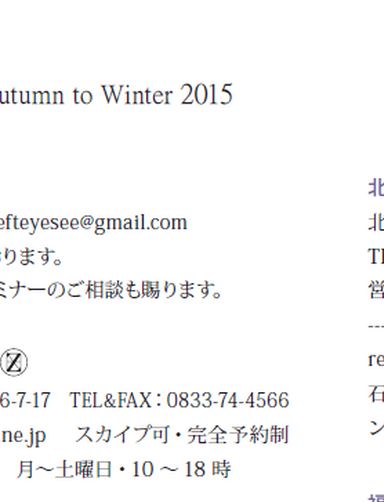 utumn to Winter 2015
efteyesee@gmail.com
ります。
ミナーのご相談も賜ります。
Ⓩ
6-7-17 TEL&FAX：0833-74-4566
ne.jp スカイプ可・完全予約制
月〜土曜日・10 〜 18 時
北
北
TE
営
---
re
石
ン